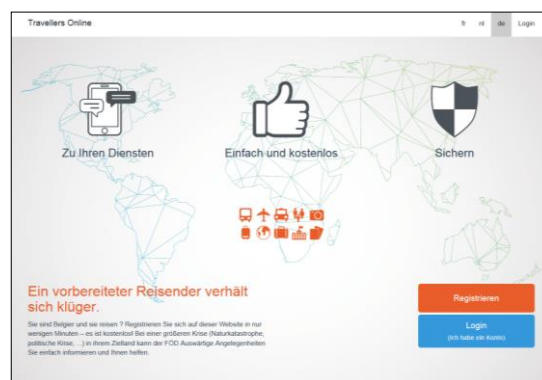 Travellers Online
fr nl de Login
Zu Ihren Diensten
Einfach und kostenlos
Sichern
Ein vorbereiteter Reisender verhält
sich klüger.
Sie sind Belgier und sie reisen ? Registrieren Sie sich auf dieser Website in nur
wenigen Minuten – es ist kostenlos! Bei einer größeren Krise (Naturkatastrophe,
politische Krise, ...) in ihrem Zielland kann der FÖD Auswärtige Angelegenheiten
Sie einfach informieren und Ihnen helfen.
Registrieren
Login
(Ich habe ein Konto)